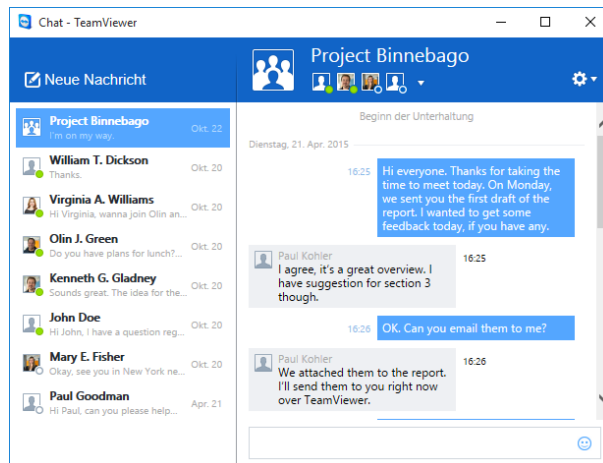 Chat - TeamViewer
Neue Nachricht
Project Binnebago
I'm on my way.
Okt. 22
William T. Dickson
Thanks.
Okt. 20
Virginia A. Williams
Hi Virginia, wanna join Olin an...
Okt. 20
Olin J. Green
Do you have plans for lunch?...
Okt. 20
Kenneth G. Gladney
Sounds great. The idea for the...
Okt. 20
John Doe
Hi John, I have a question reg...
Okt. 20
Mary E. Fisher
Okay, see you in New York ne...
Okt. 20
Paul Goodman
Hi Paul, can you please help...
Apr. 21
Project Binnebago
Beginn der Unterhaltung
Dienstag, 21. Apr. 2015
16:25
Hi everyone. Thanks for taking the
time to meet today. On Monday,
we sent you the first draft of the
report. I wanted to get some
feedback today, if you have any.
Paul Kohler
I agree, it's a great overview. I
have suggestion for section 3
though.
16:25
16:26
OK. Can you email them to me?
Paul Kohler
We attached them to the report.
I'll send them to you right now
over TeamViewer.
16:26